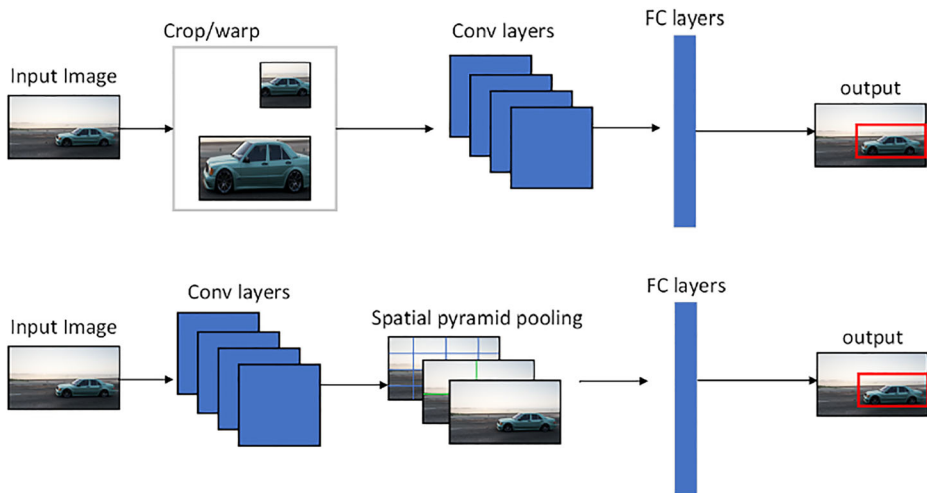 Crop/warp
Conv layers
FC layers
Input Image
output
Conv layers
FC layers
Spatial pyramid pooling
Input Image
output